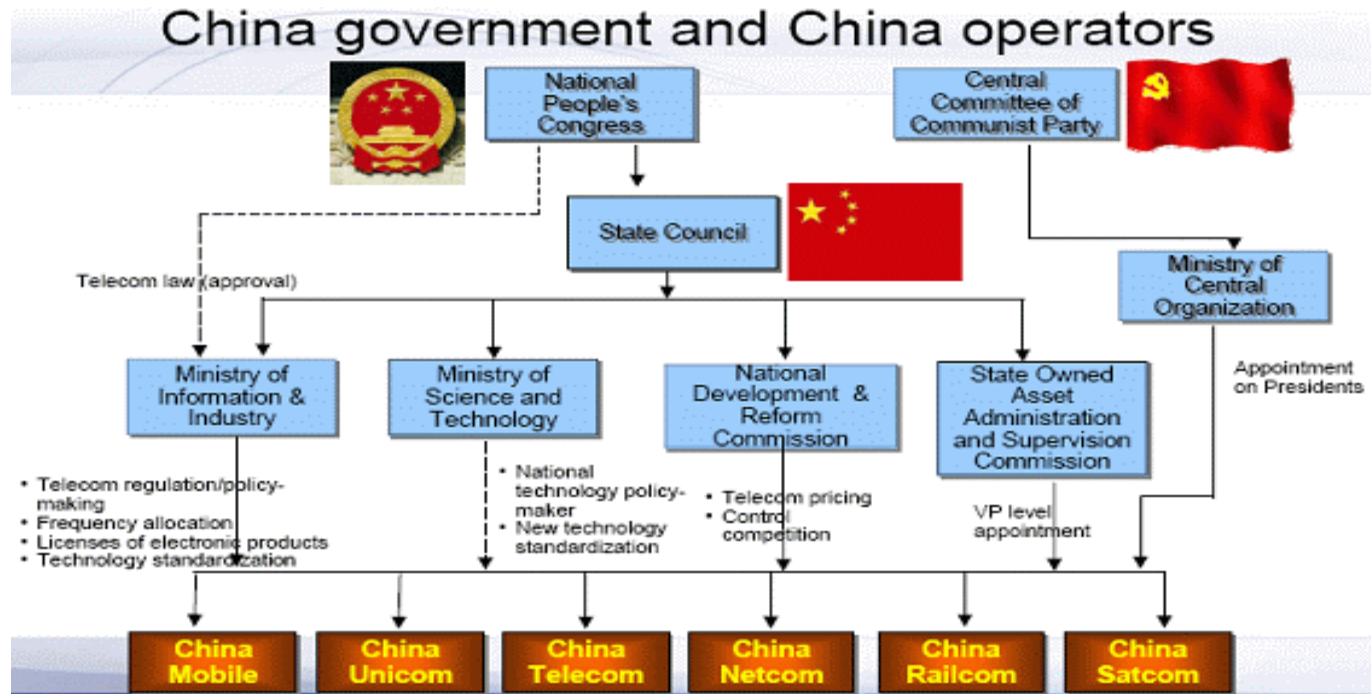 China government and China operators
National
People's
Congress
Central
Committee of
Communist Party
State Council
Telecom law (approval)
Ministry of
Central
Organization
Ministry of
Information &
Industry
Ministry of
Science and
Technology
National
Development &
Reform
Commission
State Owned
Asset
Administration
and Supervision
Commission
Appointment
on Presidents
• Telecom regulation/policy-
making
• Frequency allocation
• Licenses of electronic products
• Technology standardization
• National
technology policy-
maker
• New technology
standardization
• Telecom pricing
• Control
competition
VP level
appointment
China
Mobile
China
Unicom
China
Telecom
China
Netcom
China
Railcom
China
Satcom